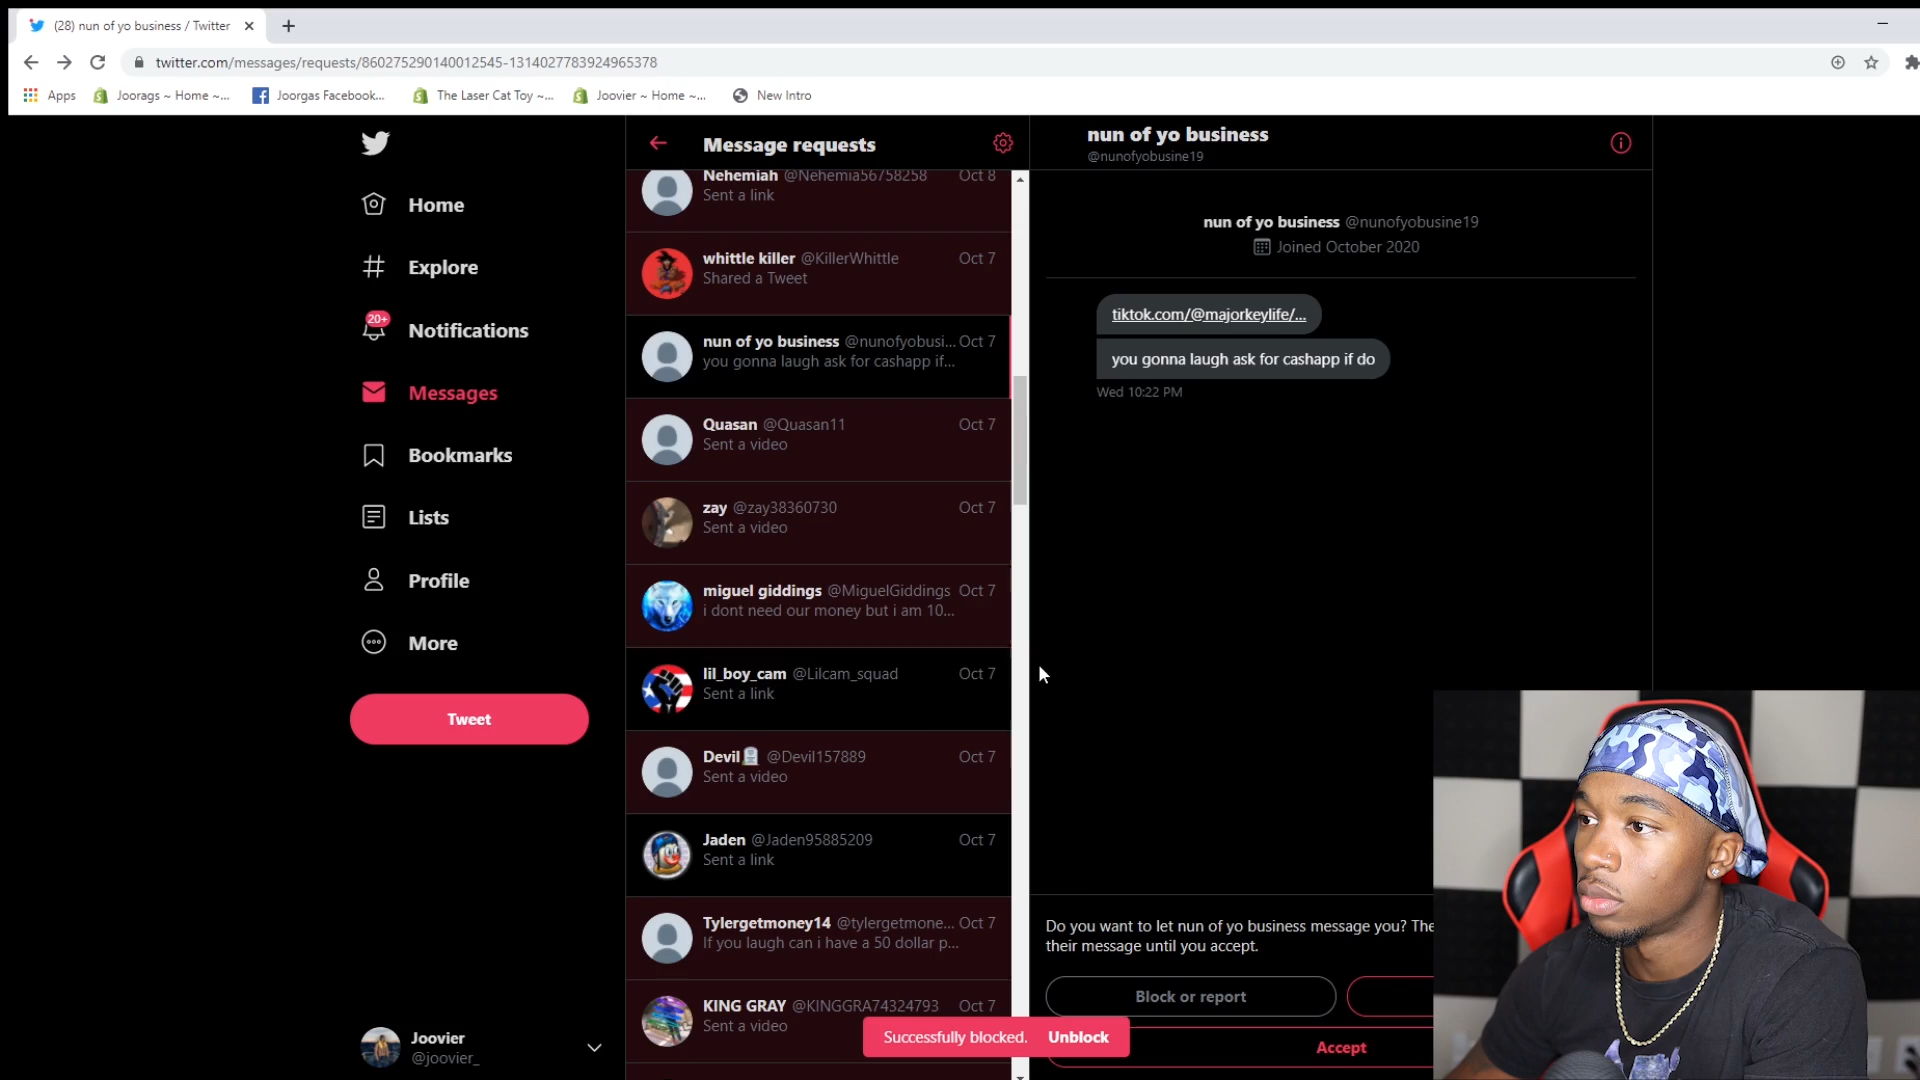 (28) nun of yo business / Twitter
twitter.com/messages/requests/860275290140012545-1314027783924965378
Apps
Joorags ~ Home ~...
Joorgas Facebook...
The Laser Cat Toy ~...
Joovier ~ Home ~...
New Intro
Home
Explore
20+
Notifications
Messages
Bookmarks
Lists
Profile
More
Tweet
Joovier
@joovier_
Message requests
Nehemiah @Nehemia56758258 Oct 8
Sent a link
whittle killer @KillerWhittle Oct 7
Shared a Tweet
nun of yo business @nunofyobusi... Oct 7
you gonna laugh ask for cashapp if...
Quasan @Quasan11 Oct 7
Sent a video
zay @zay38360730 Oct 7
Sent a video
miguel giddings @MiguelGiddings Oct 7
i dont need our money but i am 10...
lil_boy_cam @Lilcam_squad Oct 7
Sent a link
Devil @Devil157889 Oct 7
Sent a video
Jaden @Jaden95885209 Oct 7
Sent a link
Tylergetmoney14 @tylergetmone... Oct 7
If you laugh can i have a 50 dollar p...
KING GRAY @KINGGRA74324793 Oct 7
Sent a video
Successfully blocked. Unblock
nun of yo business
@nunofyobusine19
nun of yo business @nunofyobusine19
Joined October 2020
tiktok.com/@majorkeylife/...
you gonna laugh ask for cashapp if do
Wed 10:22 PM
Do you want to let nun of yo business message you? The
their message until you accept.
Block or report
Accept